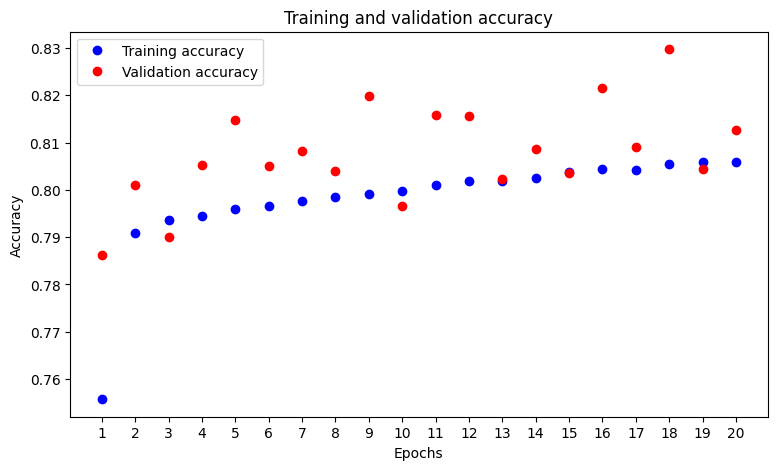 Training and validation accuracy
Training accuracy
Validation accuracy
0.83
0.82
0.81
0.80
0.79
0.78
0.77
0.76
Accuracy
1 2 3 4 5 6 7 8 9 10 11 12 13 14 15 16 17 18 19 20
Epochs